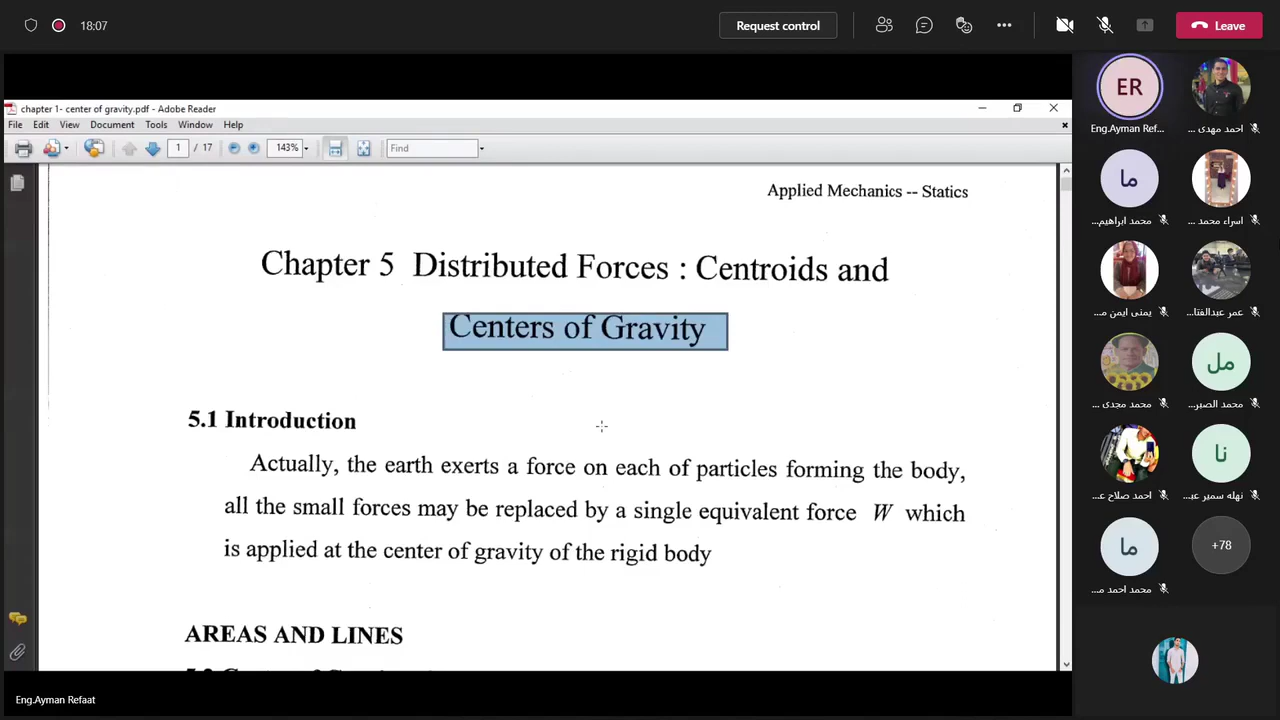 18:07
Request control
Leave
chapter 1- center of gravity.pdf - Adobe Reader
File Edit View Document Tools Window Help
1 / 17
143%
Find
Applied Mechanics -- Statics
Chapter 5 Distributed Forces : Centroids and
Centers of Gravity
5.1 Introduction
Actually, the earth exerts a force on each of particles forming the body,
all the small forces may be replaced by a single equivalent force W which
is applied at the center of gravity of the rigid body
AREAS AND LINES
Eng.Ayman Refaat
ER
Eng.Ayman Refa...
احمد مهدى ...
ما
محمد ابراهيم...
اسراء محمد ...
يمنى ايمن م...
عمر عبدالفتا...
محمد مجدى ...
مل
محمد الصبر...
احمد صلاح ع...
نا
نهله سمير عبـ...
ما
محمد احمد م...
+78